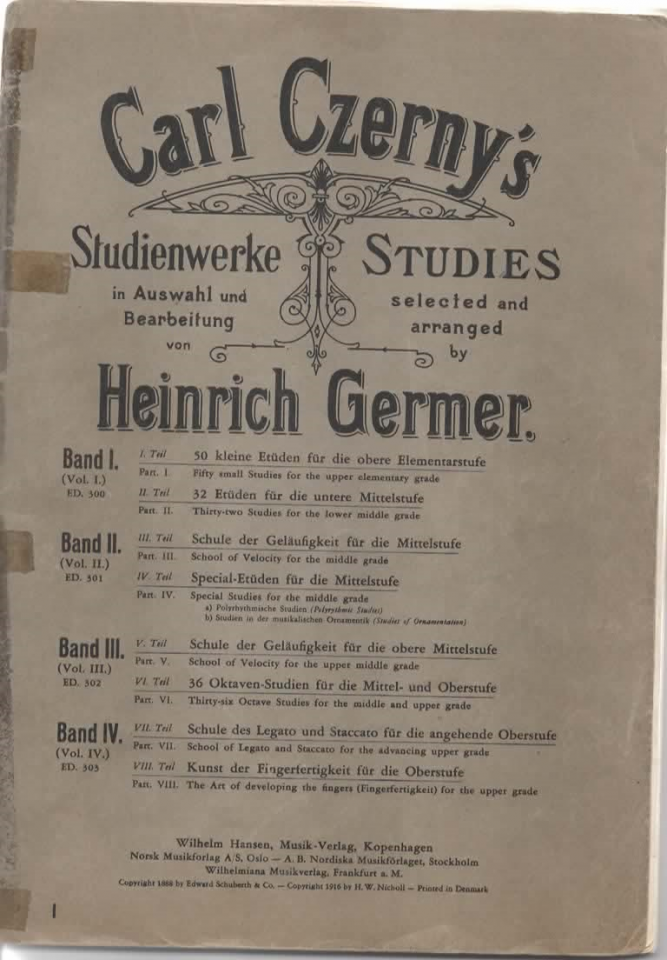 Carl Czerny's
Studienwerke
in Auswahl und
Bearbeitung
von
STUDIES
selected and
arranged
by
Heinrich Germer.
Band I.
(Vol. I.)
ED. 300
I. Teil 50 kleine Etüden für die obere Elementarstufe
Part. I Fifty small Studies for the upper elementary grade
II. Teil 32 Etüden für die untere Mittelstufe
Part. II. Thirty-two Studies for the lower middle grade
Band II.
(Vol. II.)
ED. 301
III. Teil Schule der Geläufigkeit für die Mittelstufe
Part. III. School of Velocity for the middle grade
IV. Teil Special-Etüden für die Mittelstufe
Part. IV. Special Studies for the middle grade
a) Polyrhythmische Studien (Polyrythmic Studies)
b) Studien in der musikalischen Ornamentik (Studies of Ornamentation)
Band III.
(Vol. III.)
ED. 302
V. Teil Schule der Geläufigkeit für die obere Mittelstufe
Part. V. School of Velocity for the upper middle grade
VI. Teil 36 Oktaven-Studien für die Mittel- und Oberstufe
Part. VI. Thirty-six Octave Studies for the middle and upper grade
Band IV.
(Vol. IV.)
ED. 303
VII. Teil Schule des Legato und Staccato für die angehende Oberstufe
Part. VII. School of Legato and Staccato for the advancing upper grade
VIII. Teil Kunst der Fingerfertigkeit für die Oberstufe
Part. VIII. The Art of developing the fingers (Fingerfertigkeit) for the upper grade
Wilhelm Hansen, Musik-Verlag, Kopenhagen
Norsk Musikforlag A/S, Oslo — A. B. Nordiska Musikförlaget, Stockholm
Wilhelmiana Musikverlag, Frankfurt a. M.
Copyright 1888 by Edward Schuberth & Co. — Copyright 1916 by H. W. Nicholl — Printed in Denmark
1